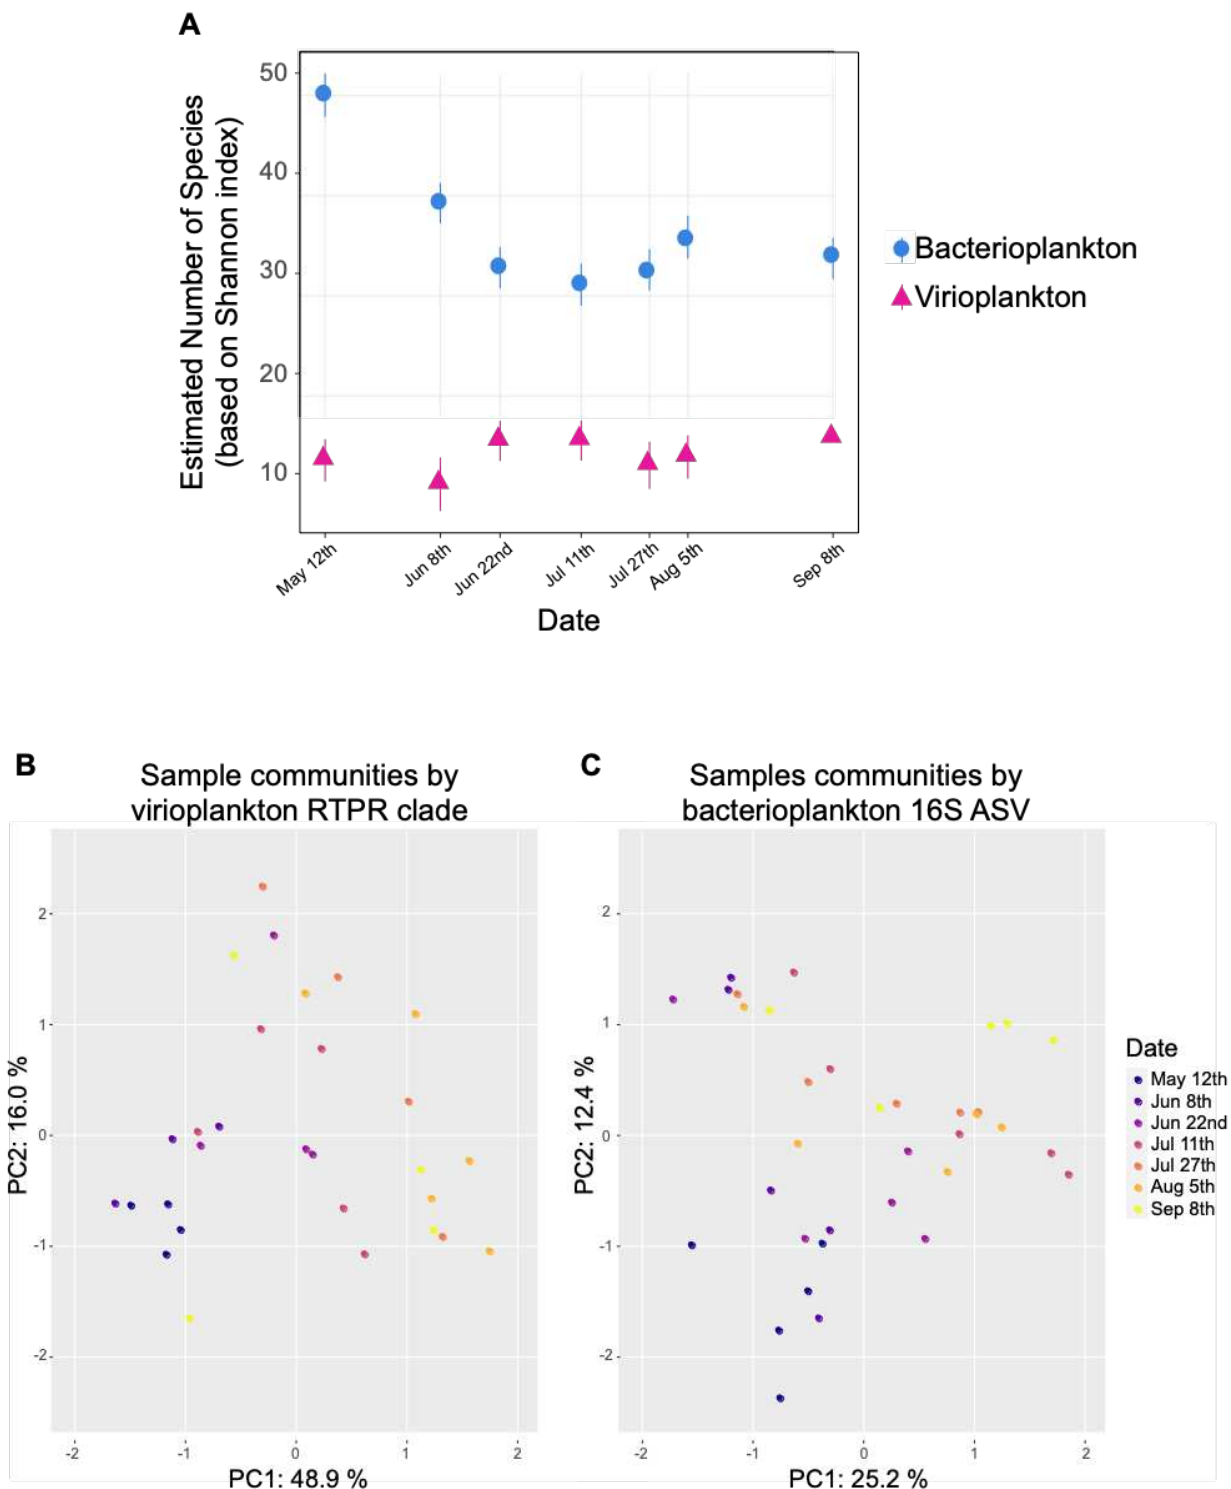 A
Estimated Number of Species
(based on Shannon index)
50
40
30
20
10
May 12th
Jun 8th
Jun 22nd
Jul 11th
Jul 27th
Aug 5th
Sep 8th
Date
Bacterioplankton
Virioplankton
B
Sample communities by
virioplankton RTPR clade
PC2: 16.0 %
2
1
0
-1
-2
-2
-1
0
1
2
PC1: 48.9 %
C
Samples communities by
bacterioplankton 16S ASV
PC2: 12.4 %
2
1
0
-1
-2
-2
-1
0
1
2
PC1: 25.2 %
Date
May 12th
Jun 8th
Jun 22nd
Jul 11th
Jul 27th
Aug 5th
Sep 8th